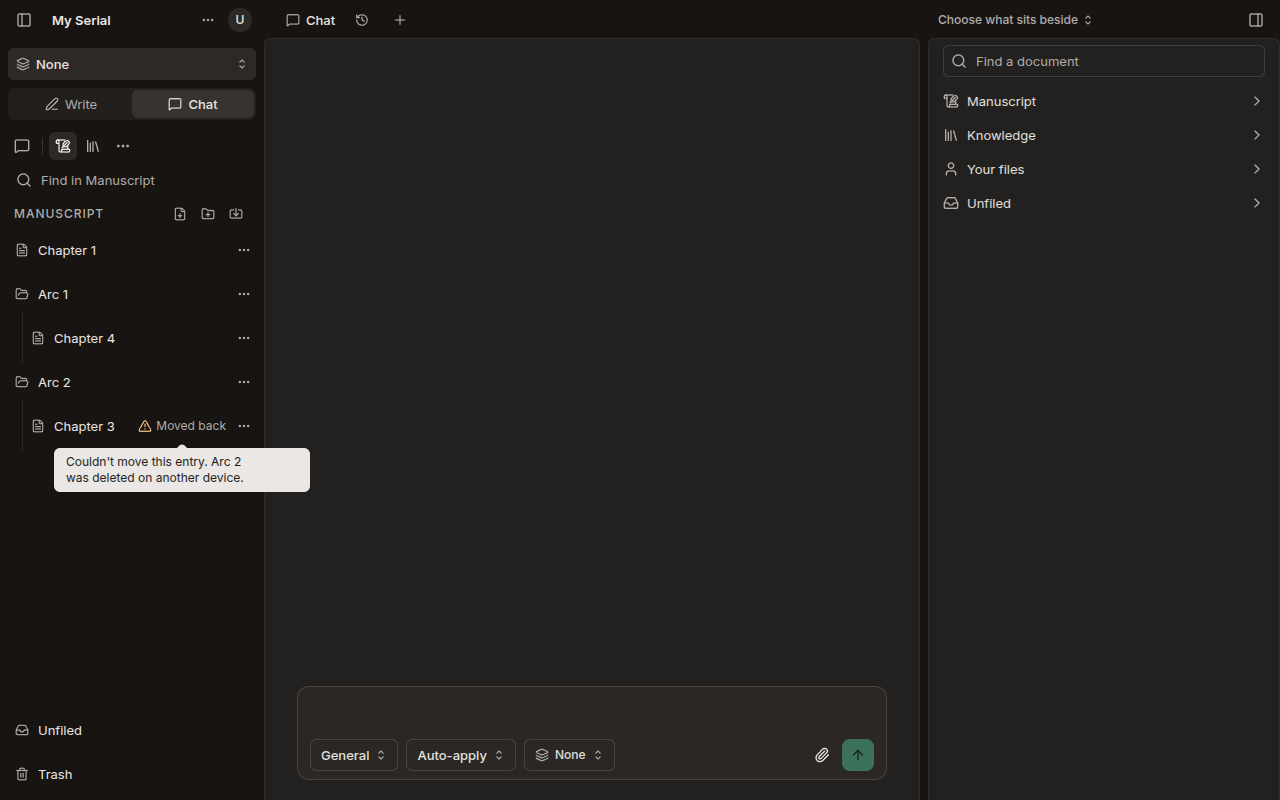 My Serial
U
Chat
Choose what sits beside
None
Write
Chat
Find a document
Manuscript
Knowledge
Your files
Unfiled
Find in Manuscript
MANUSCRIPT
Chapter 1
Arc 1
Chapter 4
Arc 2
Chapter 3
Moved back
Couldn't move this entry. Arc 2
was deleted on another device.
Unfiled
Trash
General
Auto-apply
None